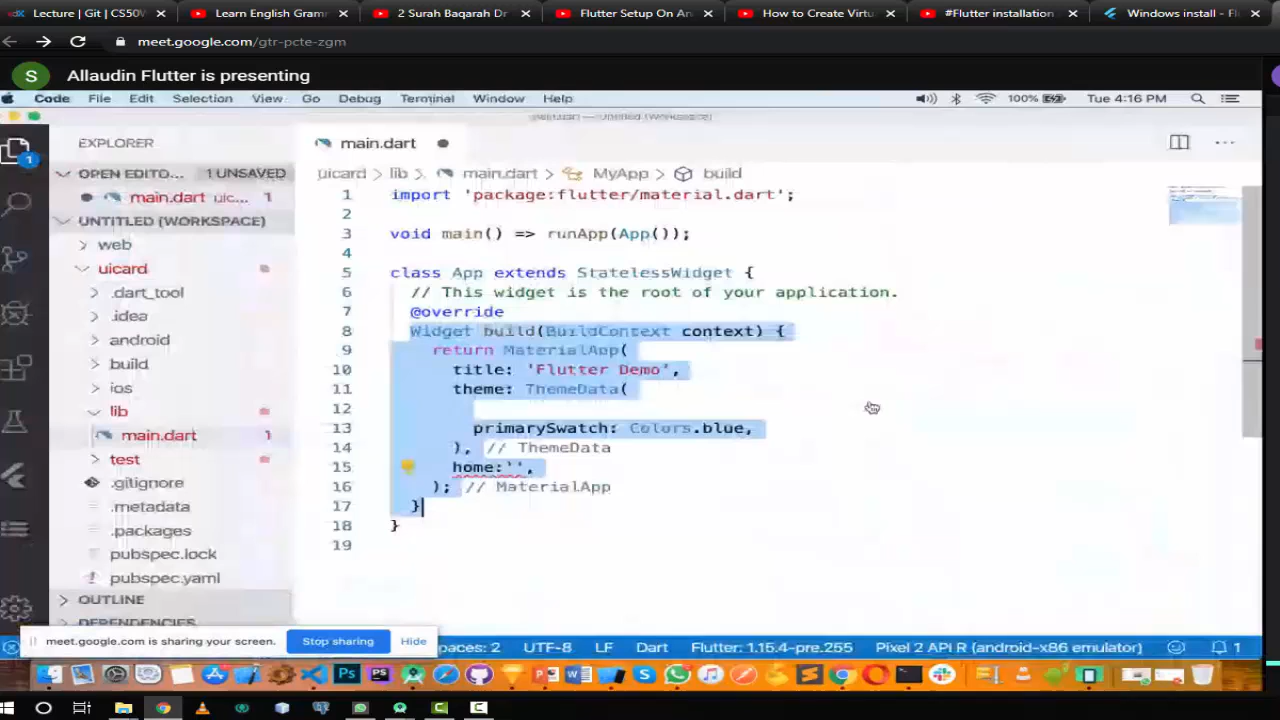 Lecture | Git | CS50W
Learn English Gram
2 Surah Baqarah Dr
Flutter Setup On An
How to Create Virtu
#Flutter installation
Windows install - Fl
meet.google.com/gtr-pcte-zgm
S
Allaudin Flutter is presenting
Code File Edit Selection View Go Debug Terminal Window Help
100%
Tue 4:16 PM
EXPLORER
main.dart
OPEN EDITO... 1 UNSAVED
main.dart uic... 1
UNTITLED (WORKSPACE)
web
uicard
.dart_tool
.idea
android
build
ios
lib
main.dart 1
test
.gitignore
.metadata
.packages
pubspec.lock
pubspec.yaml
OUTLINE
DEPENDENCIES
uicard > lib > main.dart > MyApp > build
1 import 'package:flutter/material.dart';
2
3 void main() => runApp(App());
4
5 class App extends StatelessWidget {
6 // This widget is the root of your application.
7 @override
8 Widget build(BuildContext context) {
9 return MaterialApp(
10 title: 'Flutter Demo',
11 theme: ThemeData(
12
13 primarySwatch: Colors.blue,
14 ), // ThemeData
15 home:'',
16 ); // MaterialApp
17 }
18 }
19
meet.google.com is sharing your screen. Stop sharing Hide
paces: 2 UTF-8 LF Dart Flutter: 1.15.4-pre.255 Pixel 2 API R (android-x86 emulator) 1